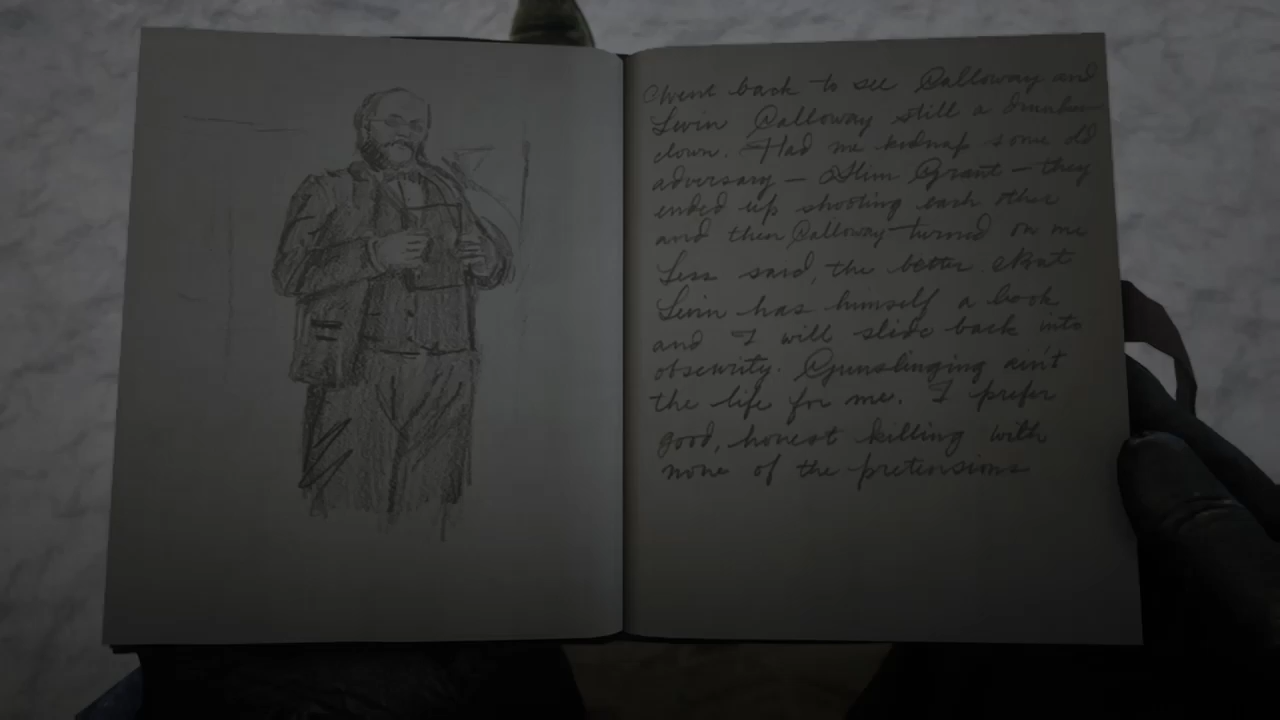 Went back to see Calloway and
Levin Calloway still a drunken
clown. Had me kidnap some old
adversary — Slim Grant — they
ended up shooting each other
and then Calloway turned on me
Less said, the better. But
Levin has himself a book
and I will slide back into
obscurity. Gunslinging ain't
the life for me. I prefer
good, honest killing with
none of the pretensions